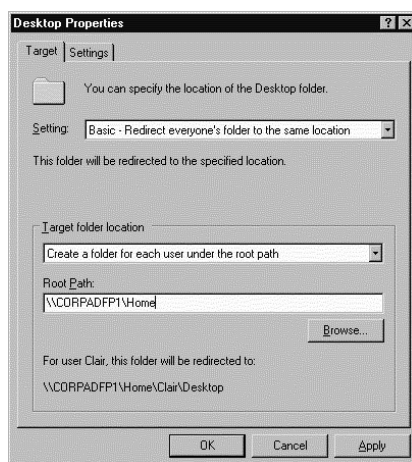 Desktop Properties
Target Settings
You can specify the location of the Desktop folder.
Setting: Basic - Redirect everyone's folder to the same location
This folder will be redirected to the specified location.
Target folder location
Create a folder for each user under the root path
Root Path:
\\CORPADFP1\Home
Browse...
For user Clair, this folder will be redirected to:
\\CORPADFP1\Home\Clair\Desktop
OK Cancel Apply